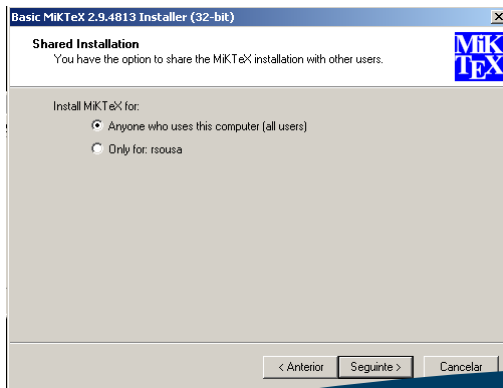 Basic MiKTeX 2.9.4813 Installer (32-bit)
Shared Installation
You have the option to share the MiKTeX installation with other users.
MiK
TEX
Install MiKTeX for:
Anyone who uses this computer (all users)
Only for: rsousa
< Anterior
Seguinte >
Cancelar